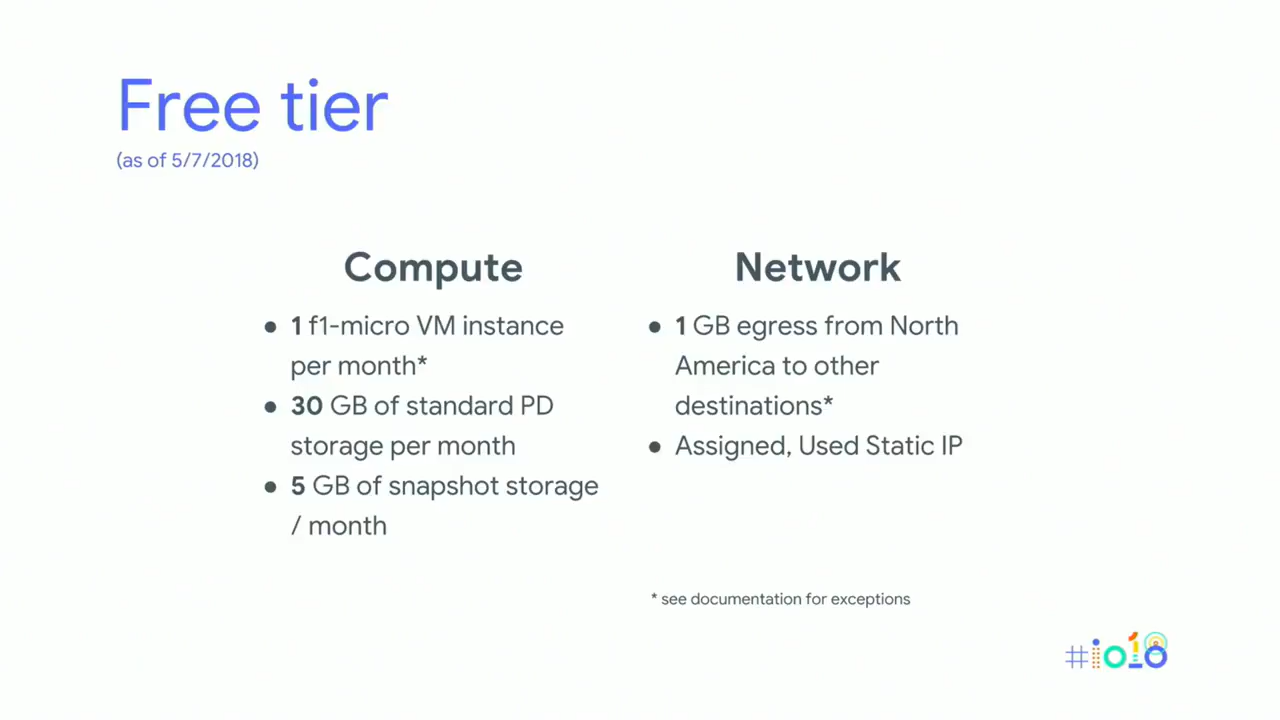 Free tier
(as of 5/7/2018)
Compute
● 1 f1-micro VM instance
per month*
● 30 GB of standard PD
storage per month
● 5 GB of snapshot storage
/ month
Network
● 1 GB egress from North
America to other
destinations*
● Assigned, Used Static IP
* see documentation for exceptions
#io18